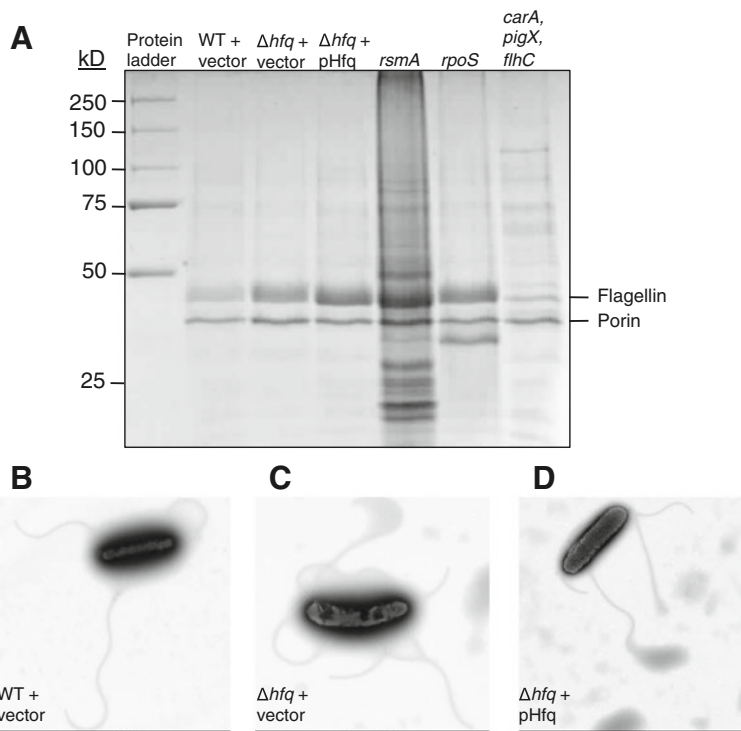 A
kD
Protein
ladder
WT +
vector
Δhfq +
vector
Δhfq +
pHfq
rsmA
rpoS
carA,
pigX,
flhC
250
150
100
75
50
25
Flagellin
Porin
B
C
D
WT +
vector
Δhfq +
vector
Δhfq +
pHfq